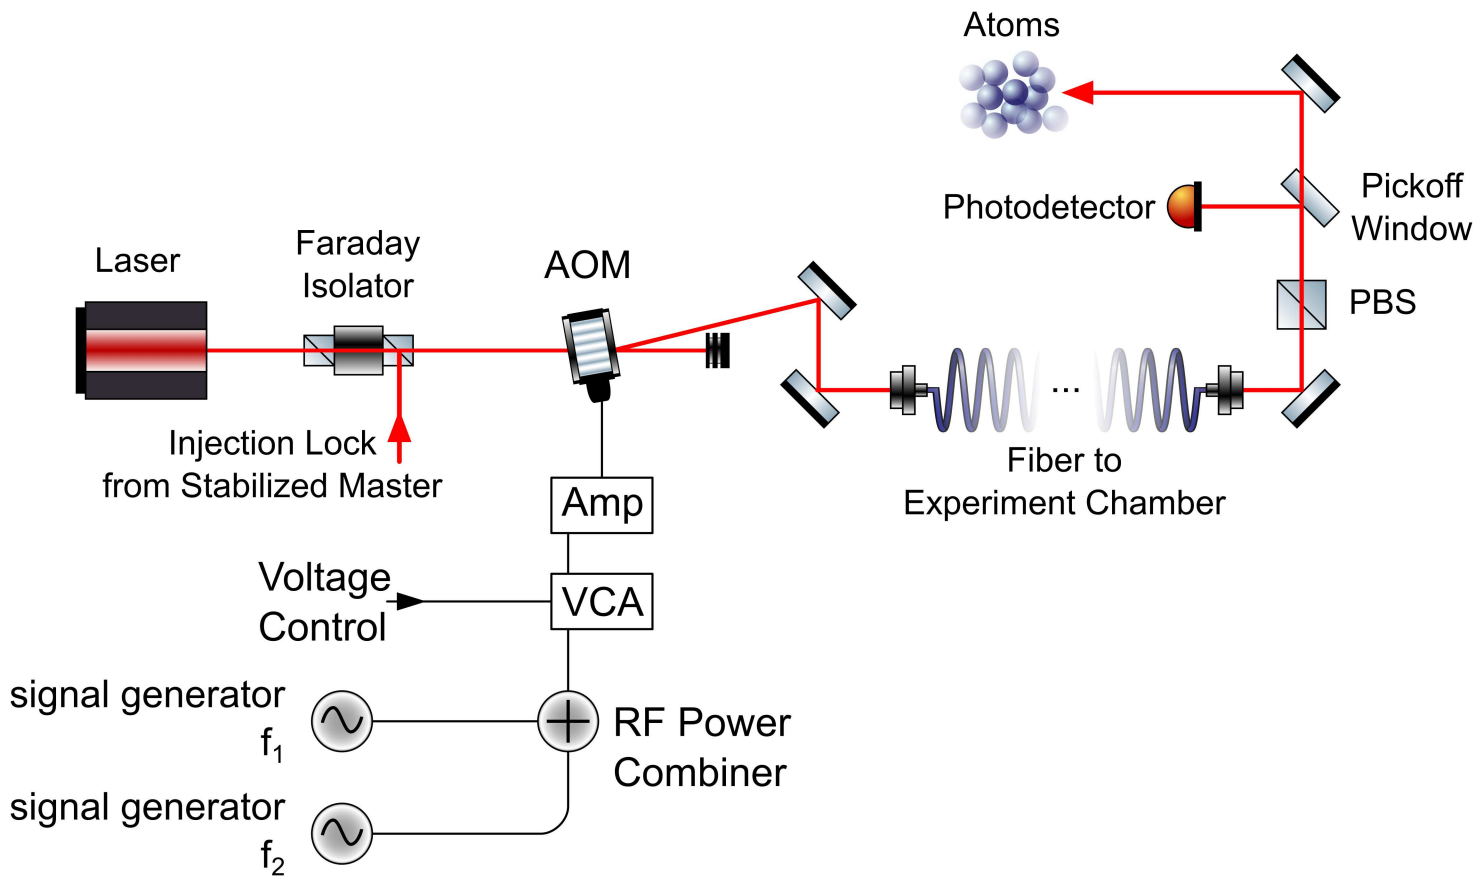 Atoms
Photodetector
Pickoff
Window
PBS
Laser
Faraday
Isolator
AOM
Injection Lock
from Stabilized Master
...
Fiber to
Experiment Chamber
Amp
Voltage
Control
VCA
signal generator
f1
RF Power
Combiner
signal generator
f2